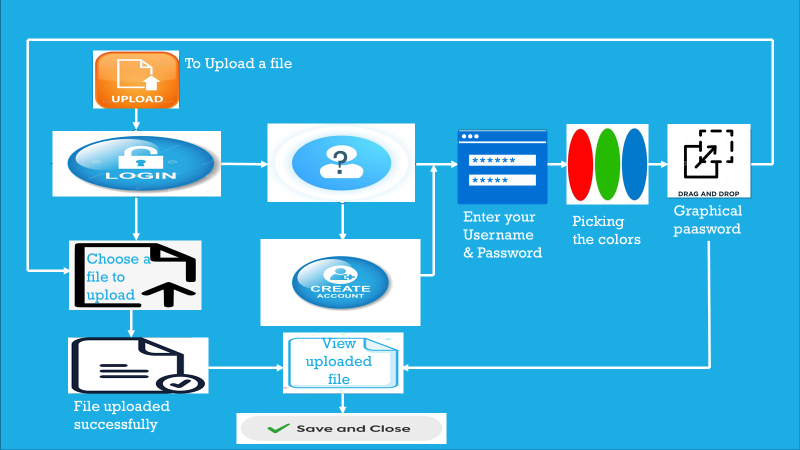 To Upload a file
UPLOAD
LOGIN
?
******
*****
DRAG AND DROP
Enter your
Username
& Password
Picking
the colors
Graphical
paasword
Choose a
file to
upload
CREATE
ACCOUNT
View
uploaded
file
File uploaded
successfully
Save and Close